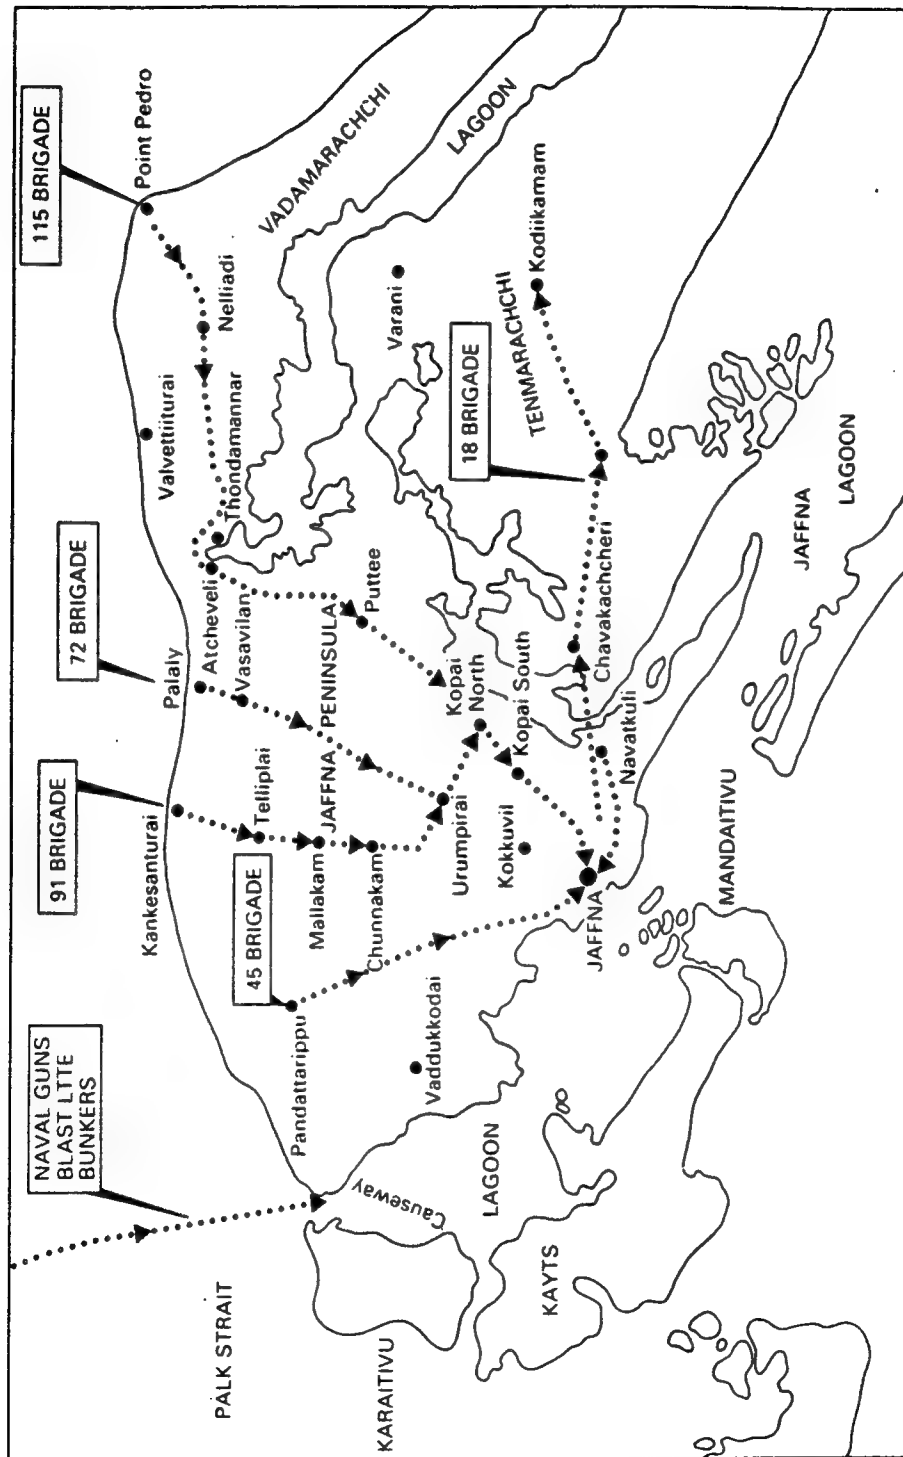 NAVAL GUNS
BLAST LTTE
BUNKERS
91 BRIGADE
72 BRIGADE
115 BRIGADE
PALK STRAIT
Kankesanturai
Palaly
Valvettiiturai
Point Pedro
Pandattarippu
45 BRIGADE
Telliplai
Mallakam
Chunnakam
Atcheveli
Vasavilan
Thondamannar
Nelliadi
VADAMARACHCHI
LAGOON
JAFFNA PENINSULA
Puttee
Varani
KARAITIVU
Causeway
Vaddukkodai
Urumpirai
Kopai
North
Kopai South
Kokkuvil
18 BRIGADE
TENMARACHCHI
Kodiikamam
LAGOON
KAYTS
JAFFNA
Navatkuli
Chavakachcheri
MANDAITIVU
JAFFNA
LAGOON